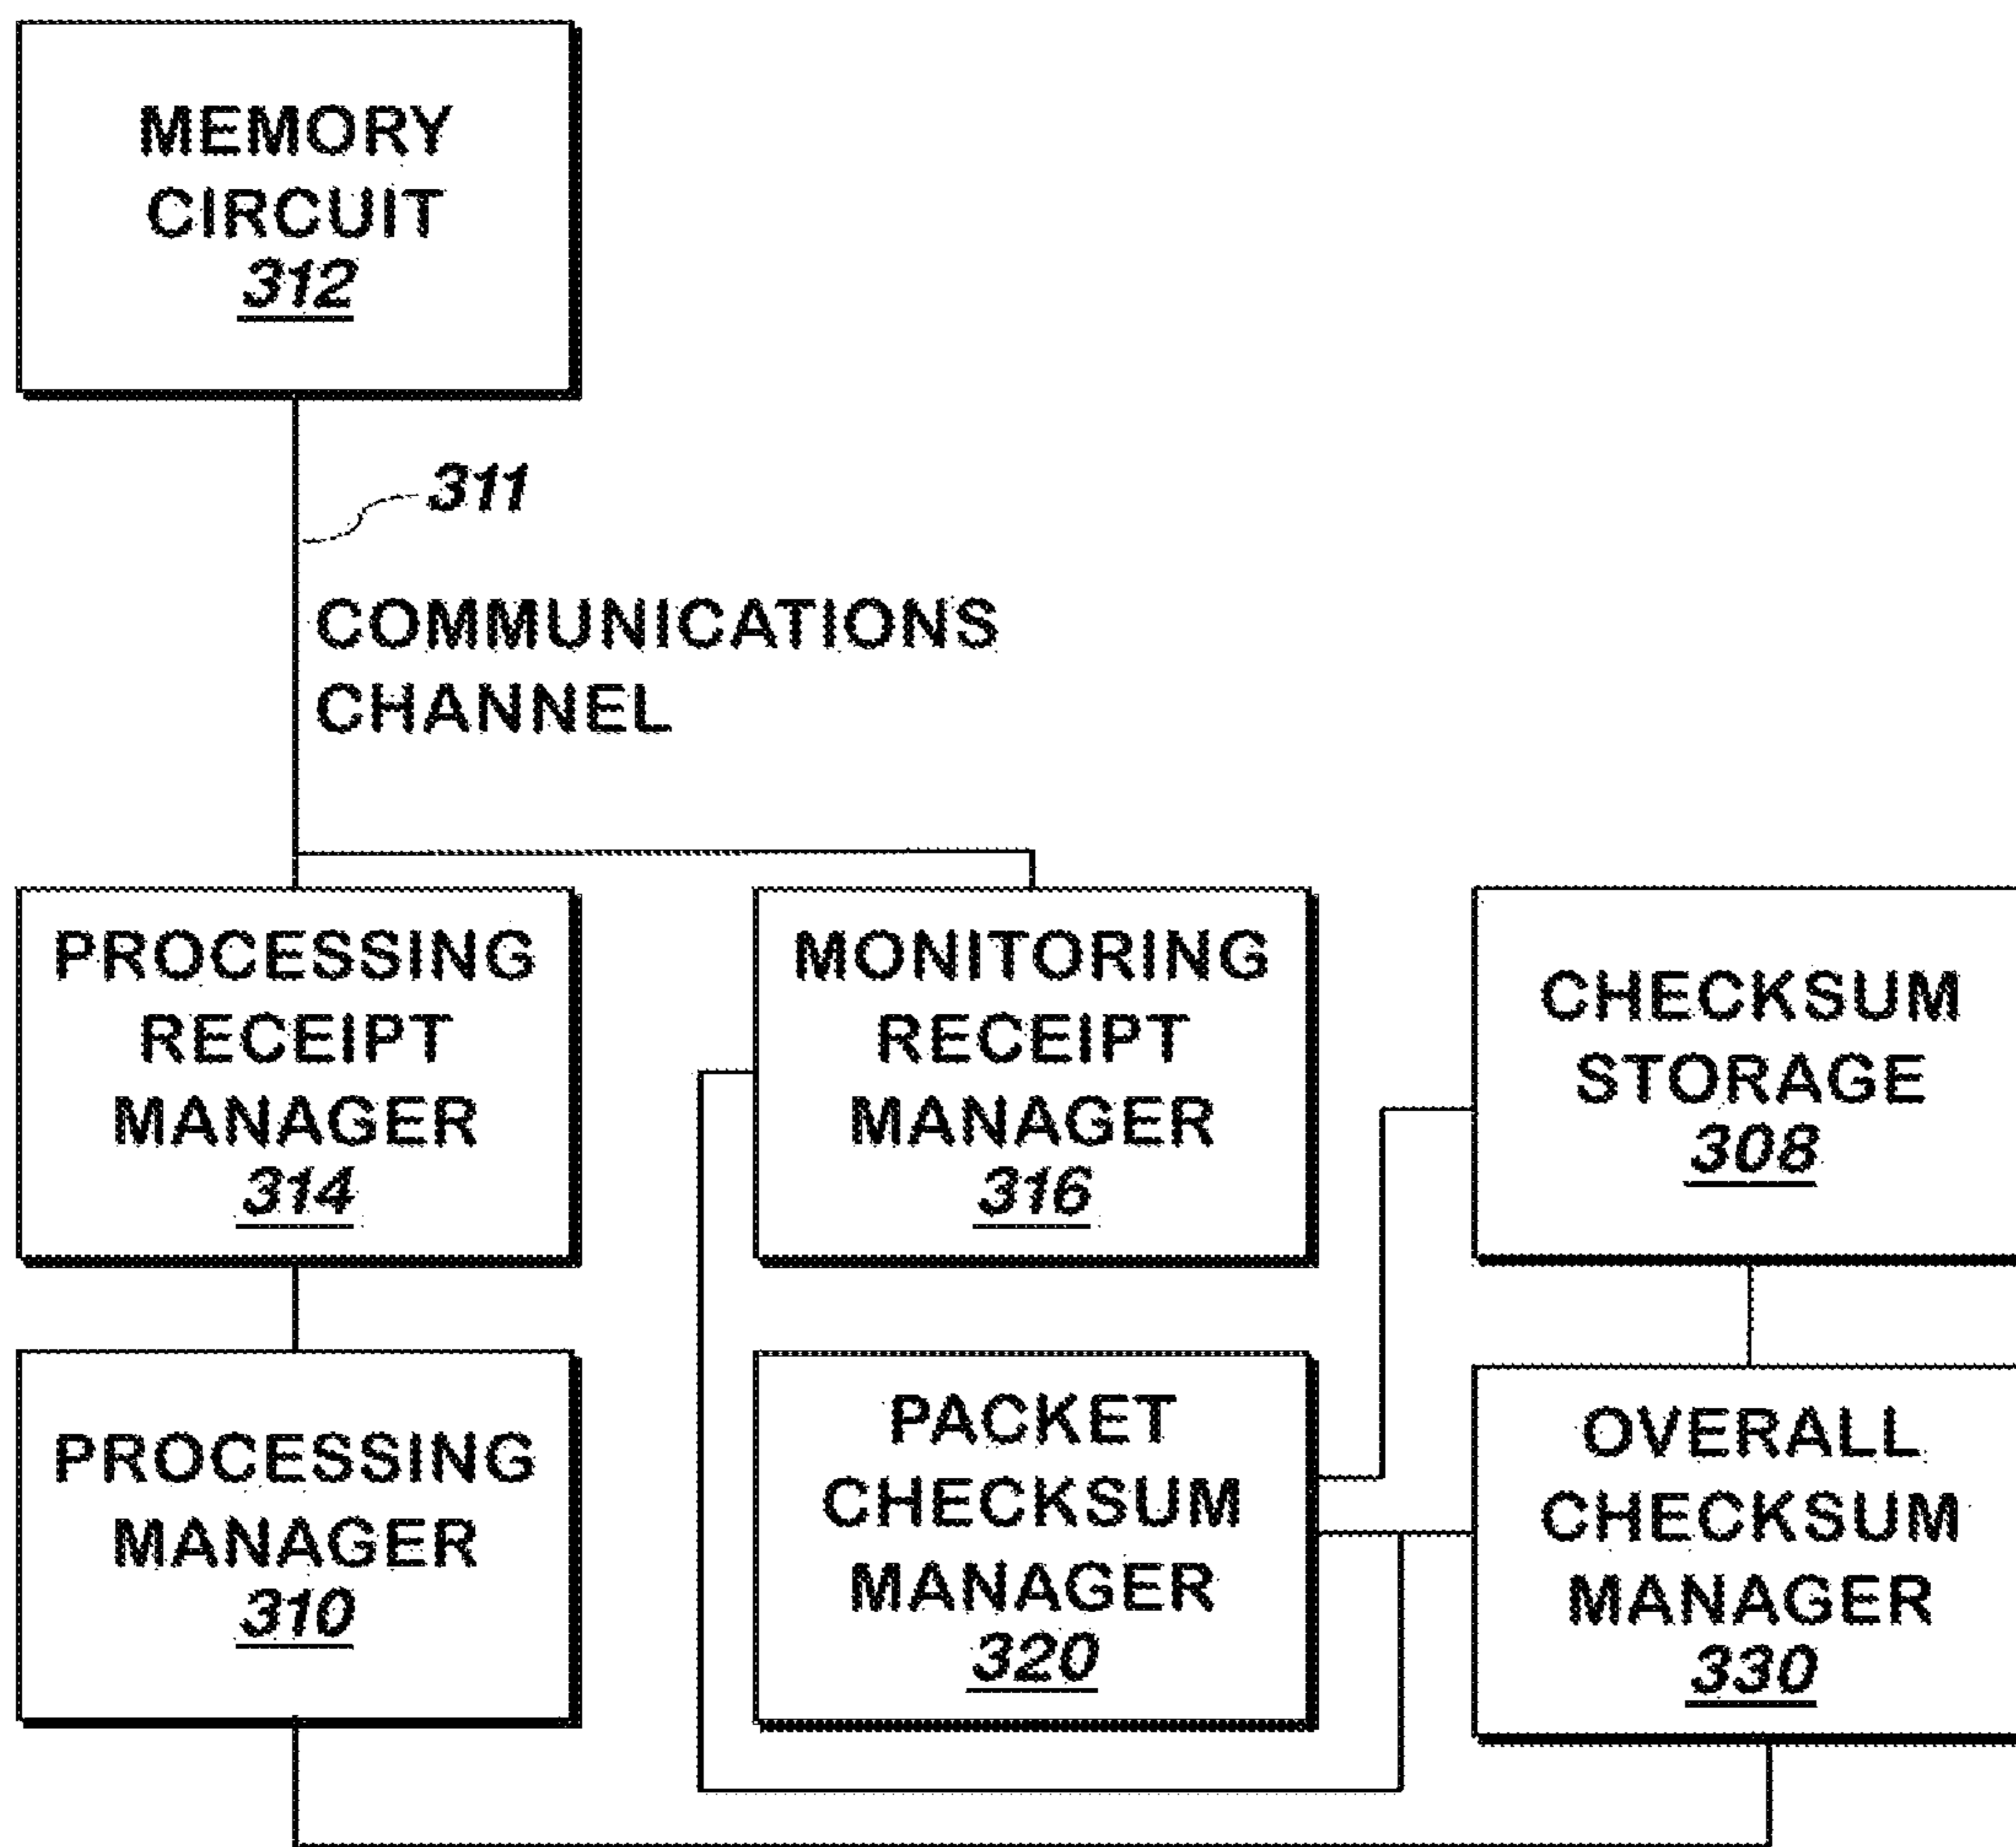 MEMORY
CIRCUIT
312
311
COMMUNICATIONS
CHANNEL
PROCESSING
RECEIPT
MANAGER
314
MONITORING
RECEIPT
MANAGER
316
CHECKSUM
STORAGE
308
PROCESSING
MANAGER
310
PACKET
CHECKSUM
MANAGER
320
OVERALL
CHECKSUM
MANAGER
330